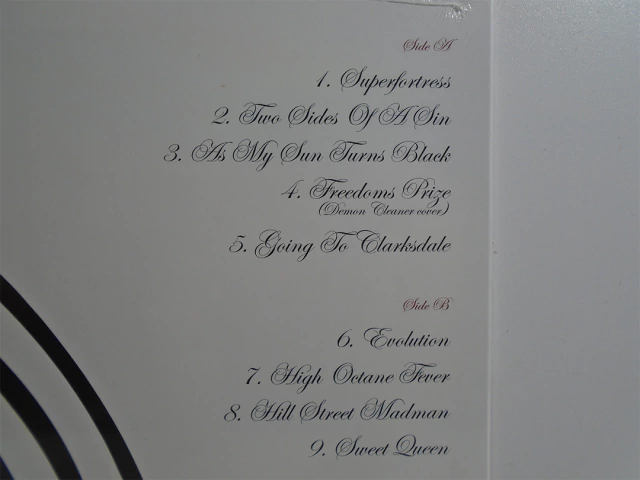 Side A
1. Superfortress
2. Two Sides Of A Sin
3. As My Sun Turns Black
4. Freedoms Prize
(Demon Cleaner cover)
5. Going To Clarksdale
Side B
6. Evolution
7. High Octane Fever
8. Hill Street Madman
9. Sweet Queen